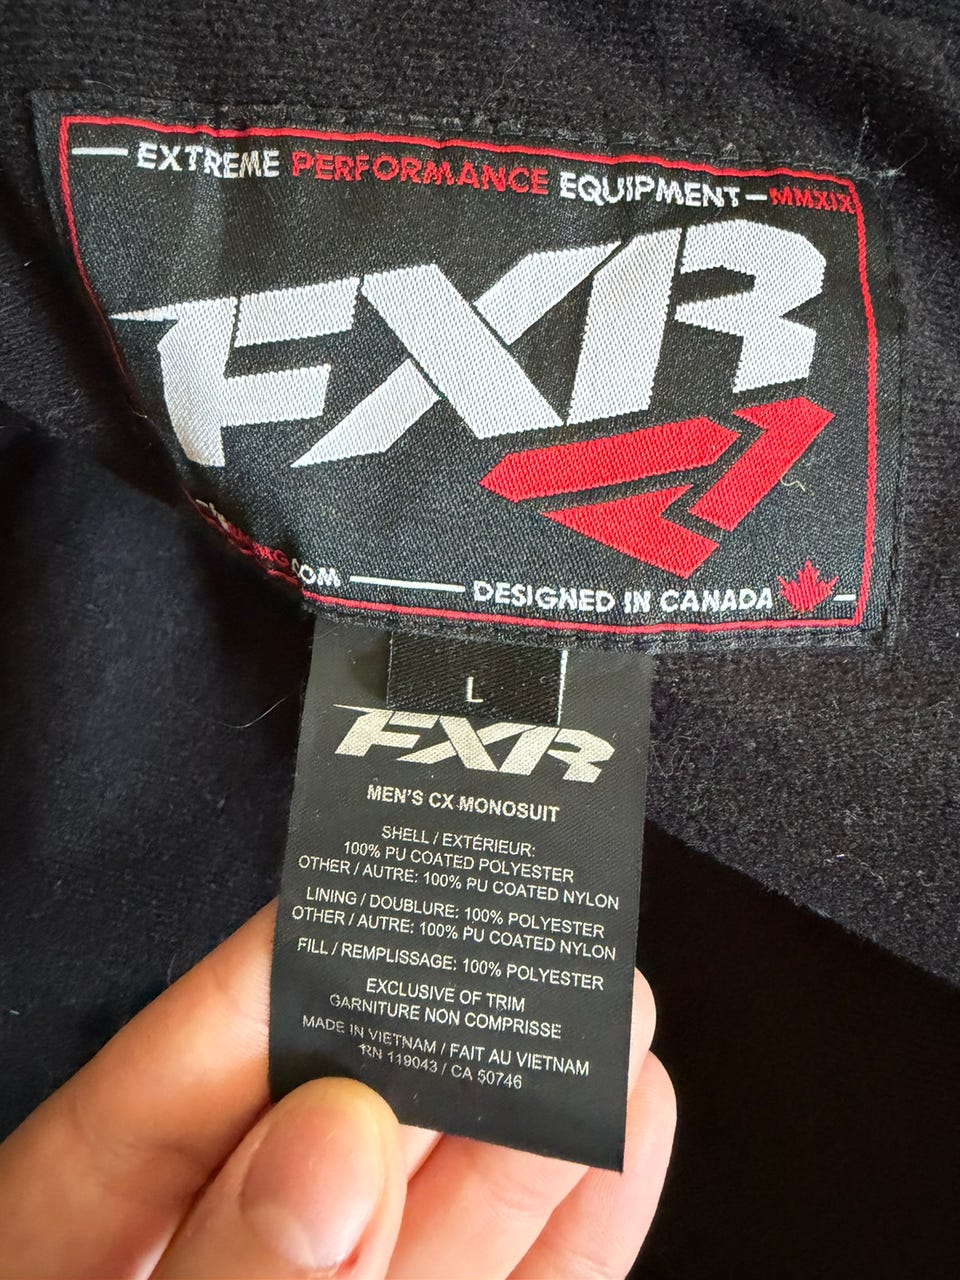 EXTREME PERFORMANCE EQUIPMENT – MMXIX
FXR
.COM
DESIGNED IN CANADA
L
FXR
MEN'S CX MONOSUIT
SHELL / EXTÉRIEUR:
100% PU COATED POLYESTER
OTHER / AUTRE: 100% PU COATED NYLON
LINING / DOUBLURE: 100% POLYESTER
OTHER / AUTRE: 100% PU COATED NYLON
FILL / REMPLISSAGE: 100% POLYESTER
EXCLUSIVE OF TRIM
GARNITURE NON COMPRISSE
MADE IN VIETNAM / FAIT AU VIETNAM
RN 119043 / CA 50746